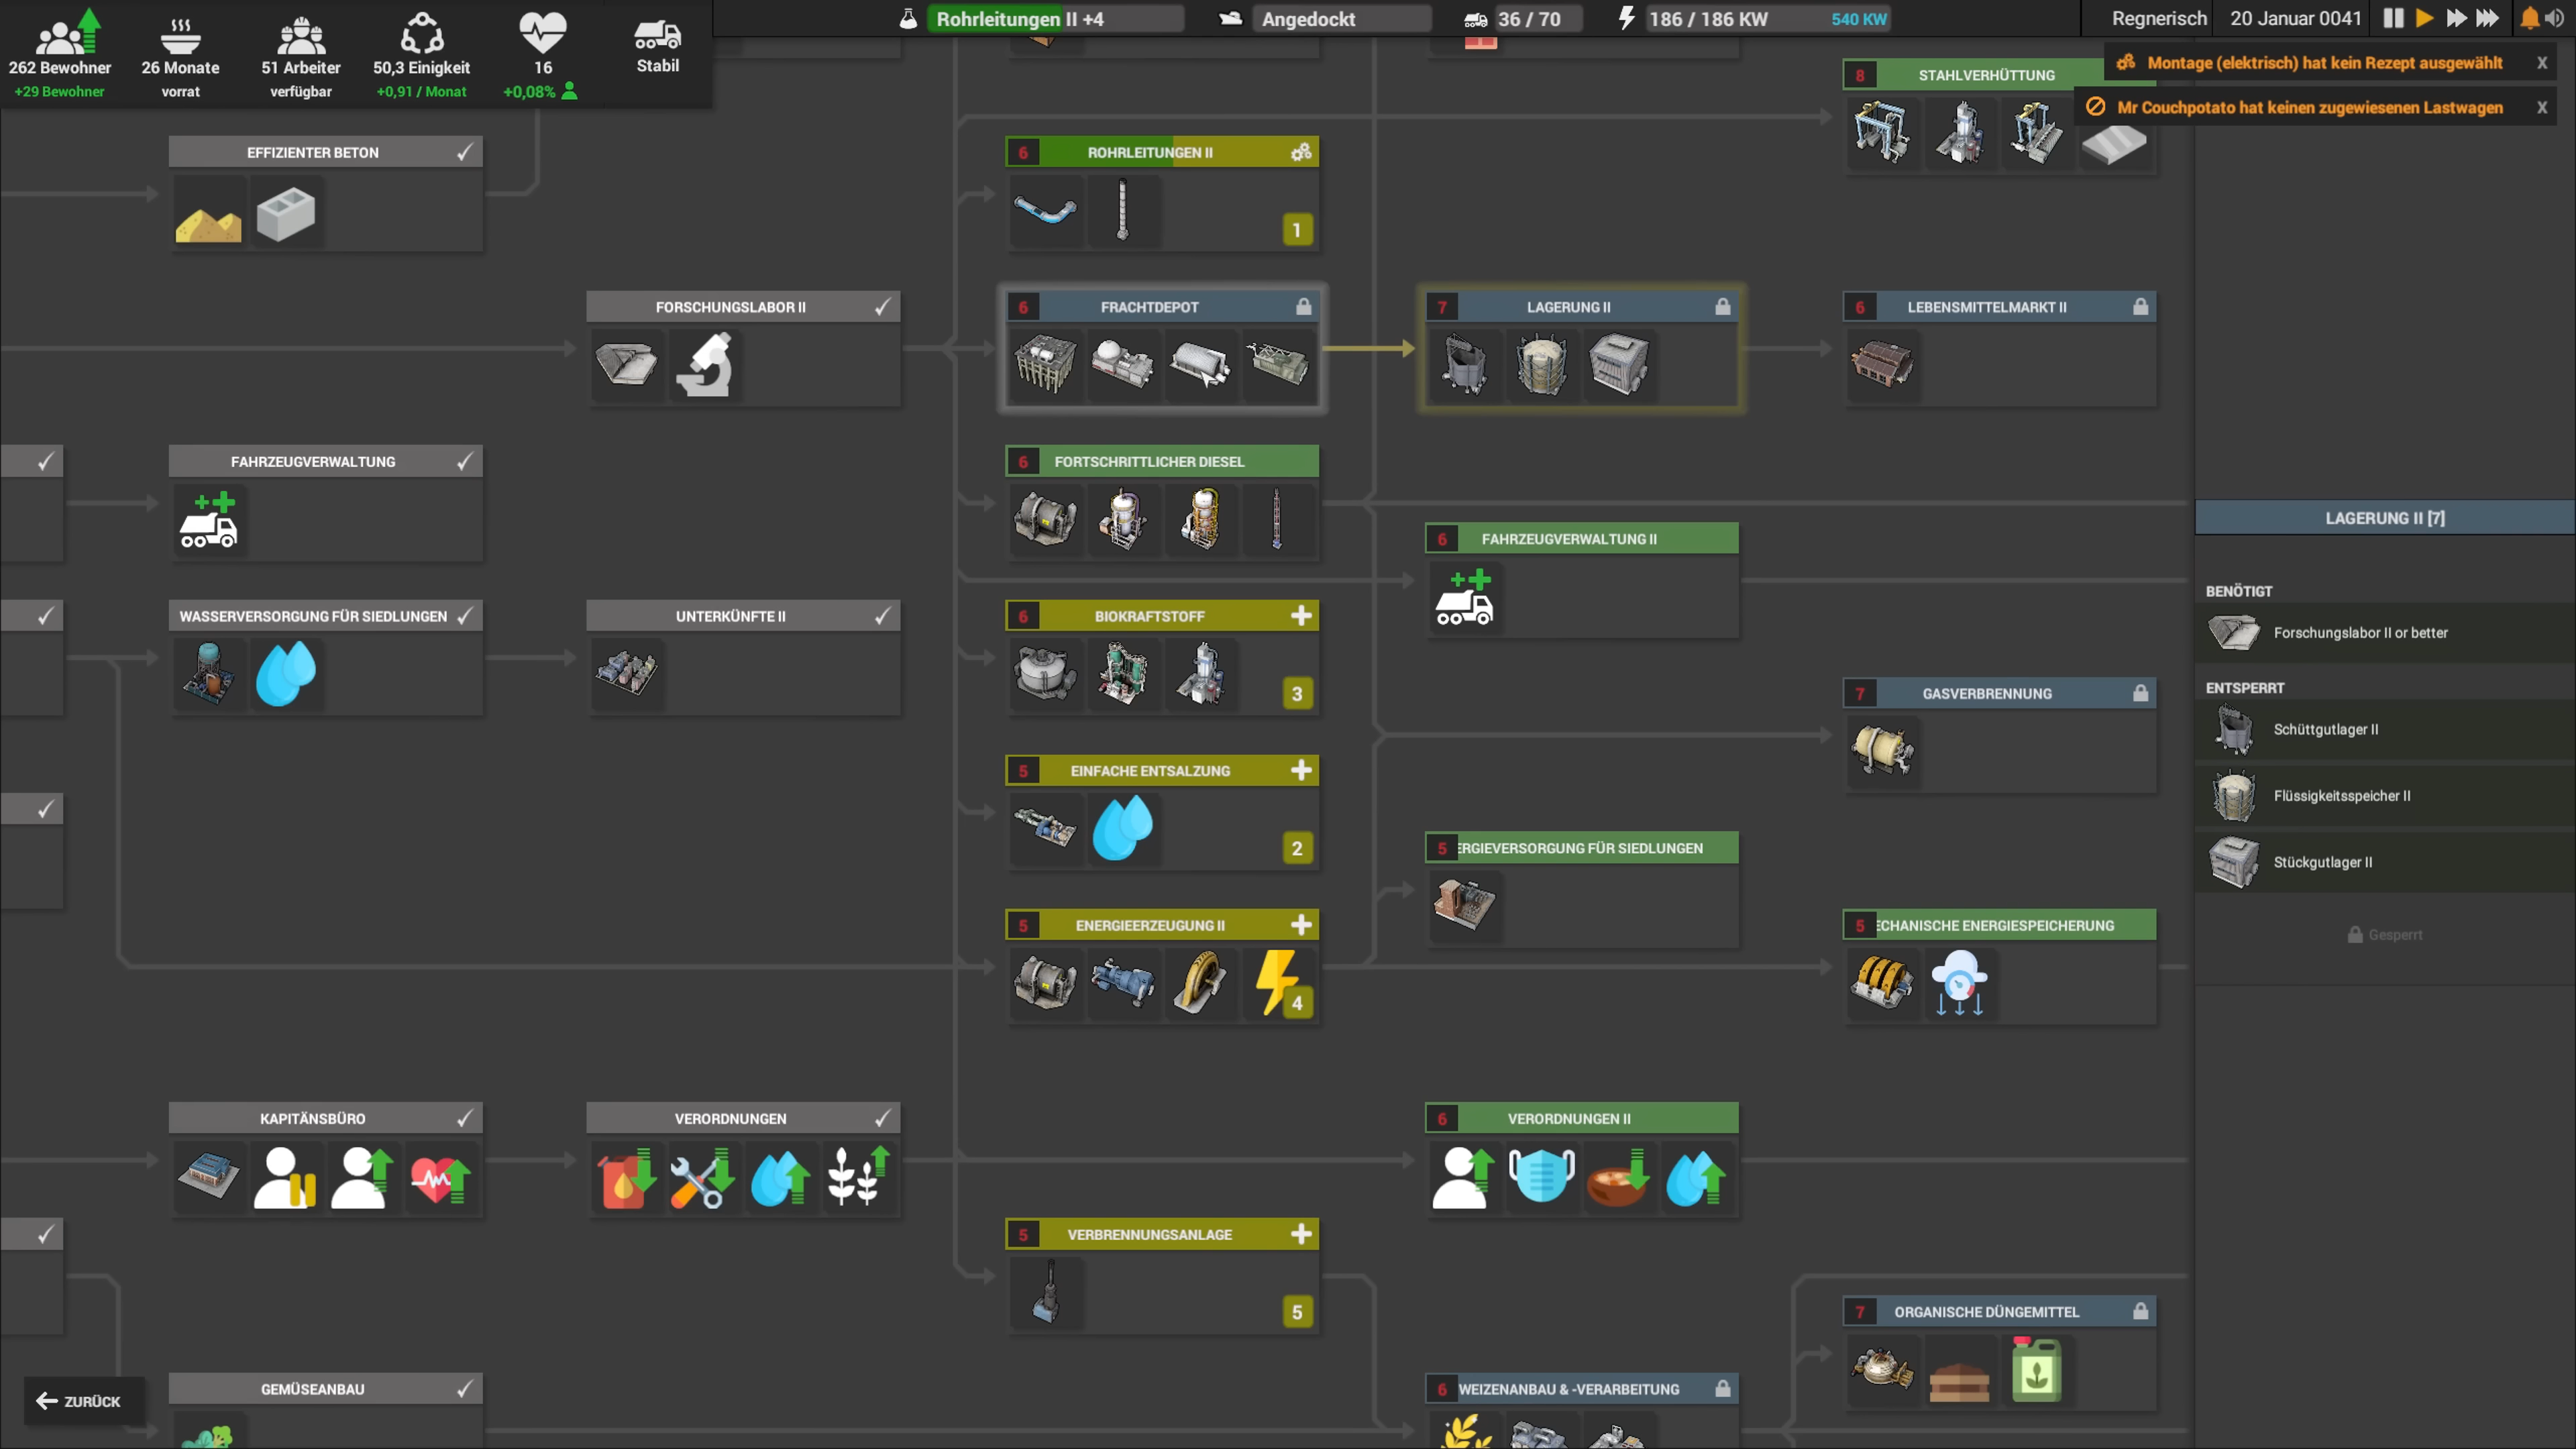 262 Bewohner
+29 Bewohner
26 Monate
vorrat
51 Arbeiter
verfügbar
50,3 Einigkeit
+0,91 / Monat
16
+0,08%
Stabil
Rohrleitungen II +4
Angedockt
36 / 70
186 / 186 KW
540 KW
Regnerisch
20 Januar 0041
Montage (elektrisch) hat kein Rezept ausgewählt
X
Mr Couchpotato hat keinen zugewiesenen Lastwagen
X
8 STAHLVERHÜTTUNG
EFFIZIENTER BETON
6 ROHRLEITUNGEN II
1
FORSCHUNGSLABOR II
6 FRACHTDEPOT
7 LAGERUNG II
6 LEBENSMITTELMARKT II
FAHRZEUGVERWALTUNG
6 FORTSCHRITTLICHER DIESEL
6 FAHRZEUGVERWALTUNG II
WASSERVERSORGUNG FÜR SIEDLUNGEN
UNTERKÜNFTE II
6 BIOKRAFTSTOFF
3
7 GASVERBRENNUNG
5 EINFACHE ENTSALZUNG
2
5 ERGIEVERSORGUNG FÜR SIEDLUNGEN
5 ENERGIEERZEUGUNG II
4
5 ECHANISCHE ENERGIESPEICHERUNG
KAPITÄNSBÜRO
VERORDNUNGEN
6 VERORDNUNGEN II
5 VERBRENNUNGSANLAGE
5
7 ORGANISCHE DÜNGEMITTEL
GEMÜSEANBAU
6 WEIZENANBAU & -VERARBEITUNG
ZURÜCK
LAGERUNG II [7]
BENÖTIGT
Forschungslabor II or better
ENTSPERRT
Schüttgutlager II
Flüssigkeitsspeicher II
Stückgutlager II
Gesperrt